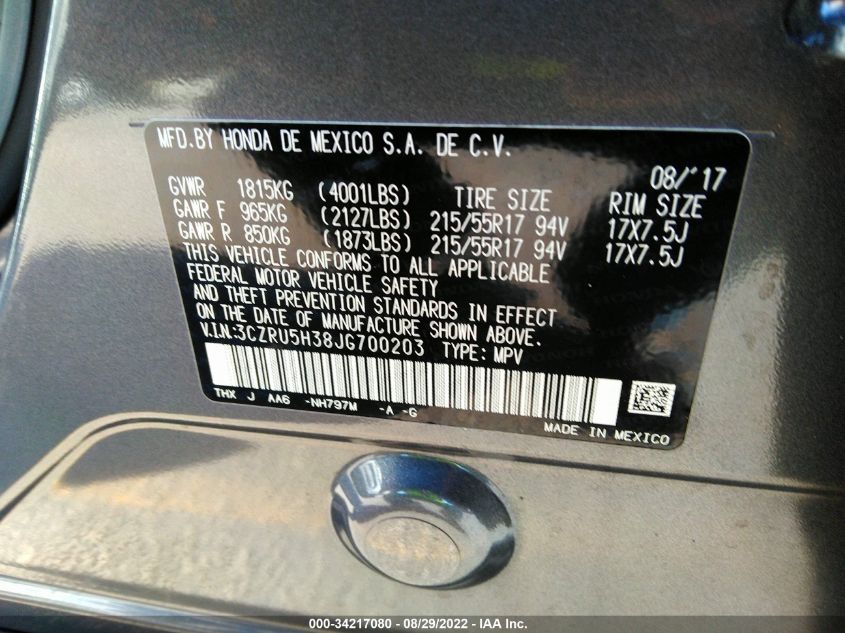 MFD.BY HONDA DE MEXICO S.A. DE C.V.
08/'17
GVWR 1815KG (4001LBS) TIRE SIZE RIM SIZE
GAWR F 965KG (2127LBS) 215/55R17 94V 17X7.5J
GAWR R 850KG (1873LBS) 215/55R17 94V 17X7.5J
THIS VEHICLE CONFORMS TO ALL APPLICABLE
FEDERAL MOTOR VEHICLE SAFETY
AND THEFT PREVENTION STANDARDS IN EFFECT
ON THE DATE OF MANUFACTURE SHOWN ABOVE.
V.I.N:3CZRU5H38JG700203 TYPE: MPV
THX J AA6 -NH797M -A -G
MADE IN MEXICO
000-34217080 - 08/29/2022 - IAA Inc.